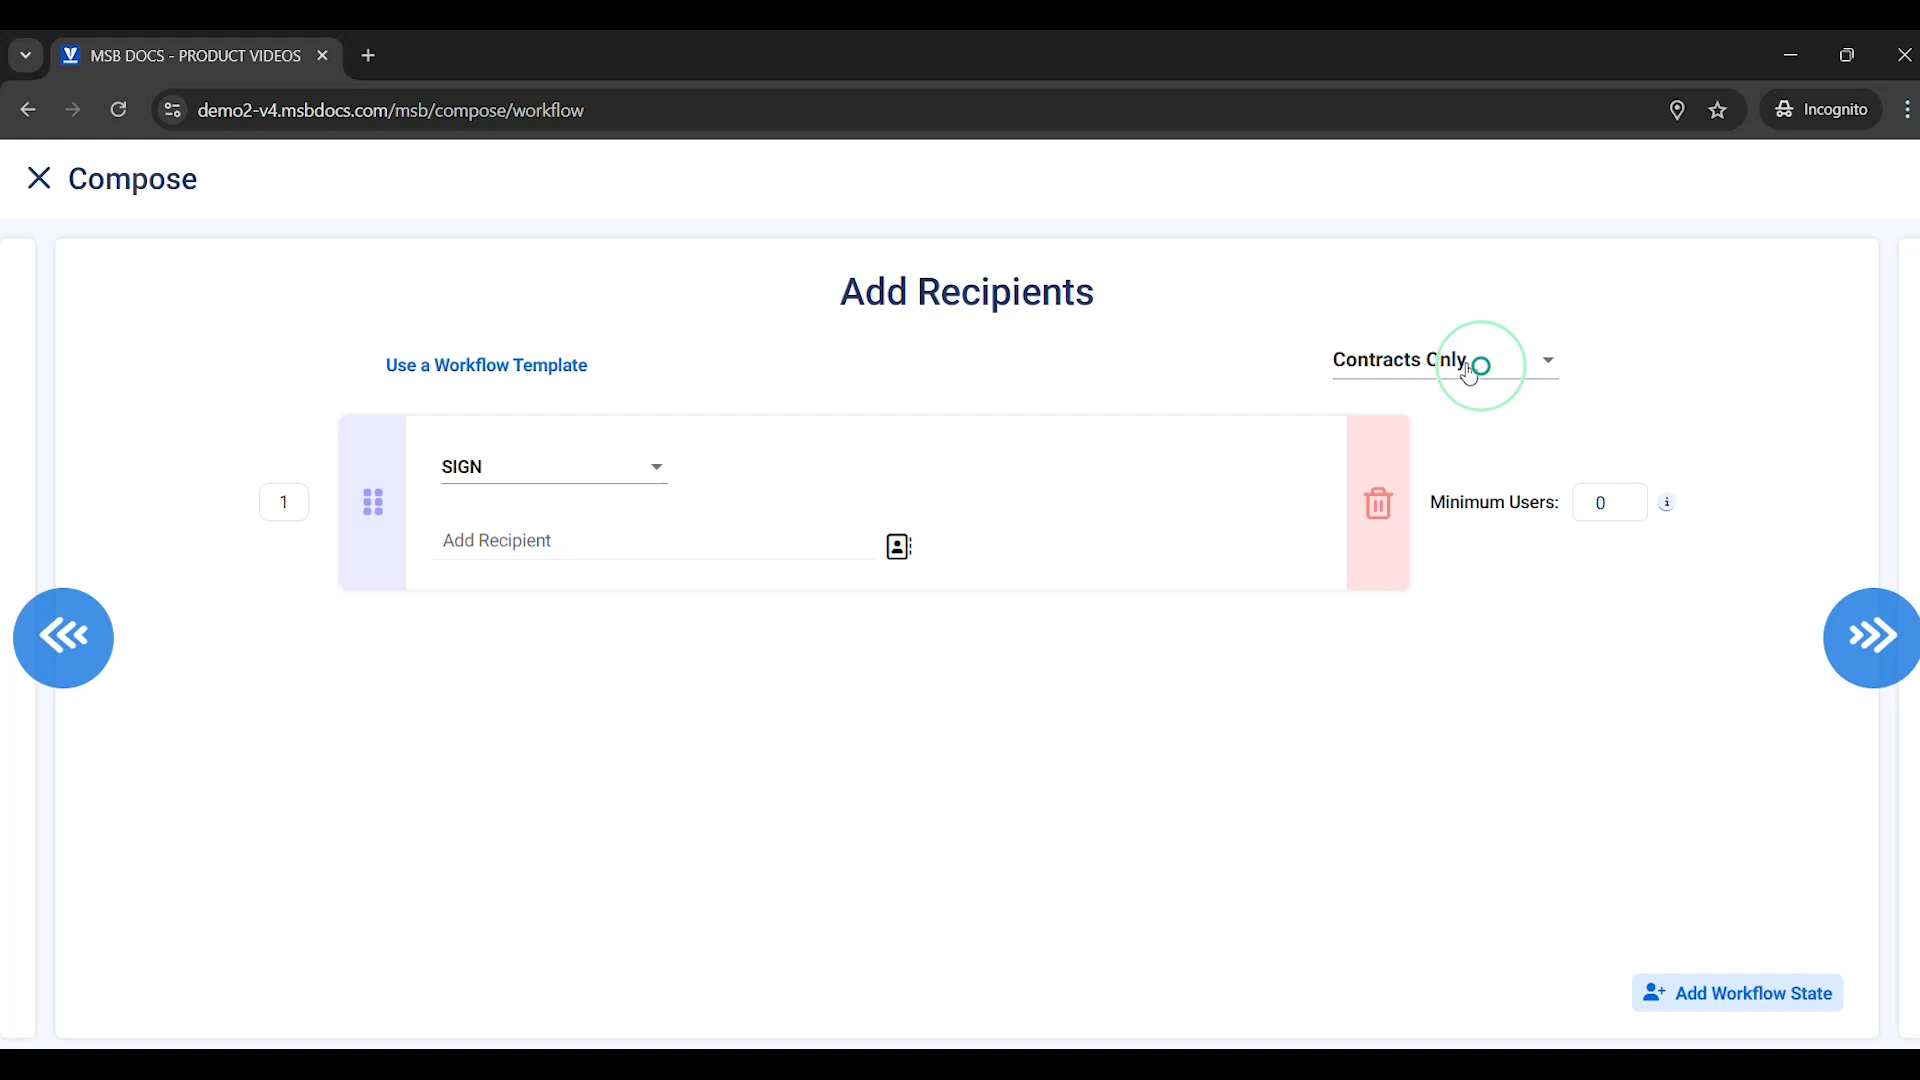 MSB DOCS - PRODUCT VIDEOS
demo2-v4.msbdocs.com/msb/compose/workflow
Incognito
Compose
Add Recipients
Use a Workflow Template
Contracts Only
SIGN
1
Minimum Users: 0
Add Recipient
Add Workflow State